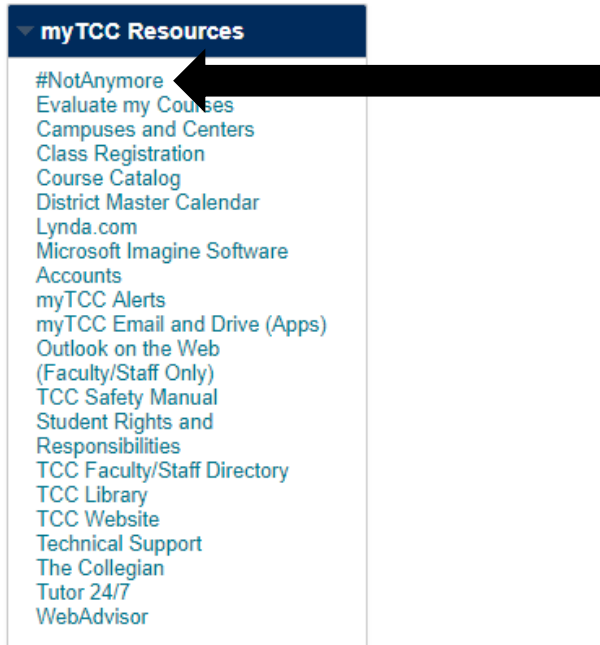 myTCC Resources
#NotAnymore
Evaluate my Courses
Campuses and Centers
Class Registration
Course Catalog
District Master Calendar
Lynda.com
Microsoft Imagine Software
Accounts
myTCC Alerts
myTCC Email and Drive (Apps)
Outlook on the Web
(Faculty/Staff Only)
TCC Safety Manual
Student Rights and
Responsibilities
TCC Faculty/Staff Directory
TCC Library
TCC Website
Technical Support
The Collegian
Tutor 24/7
WebAdvisor